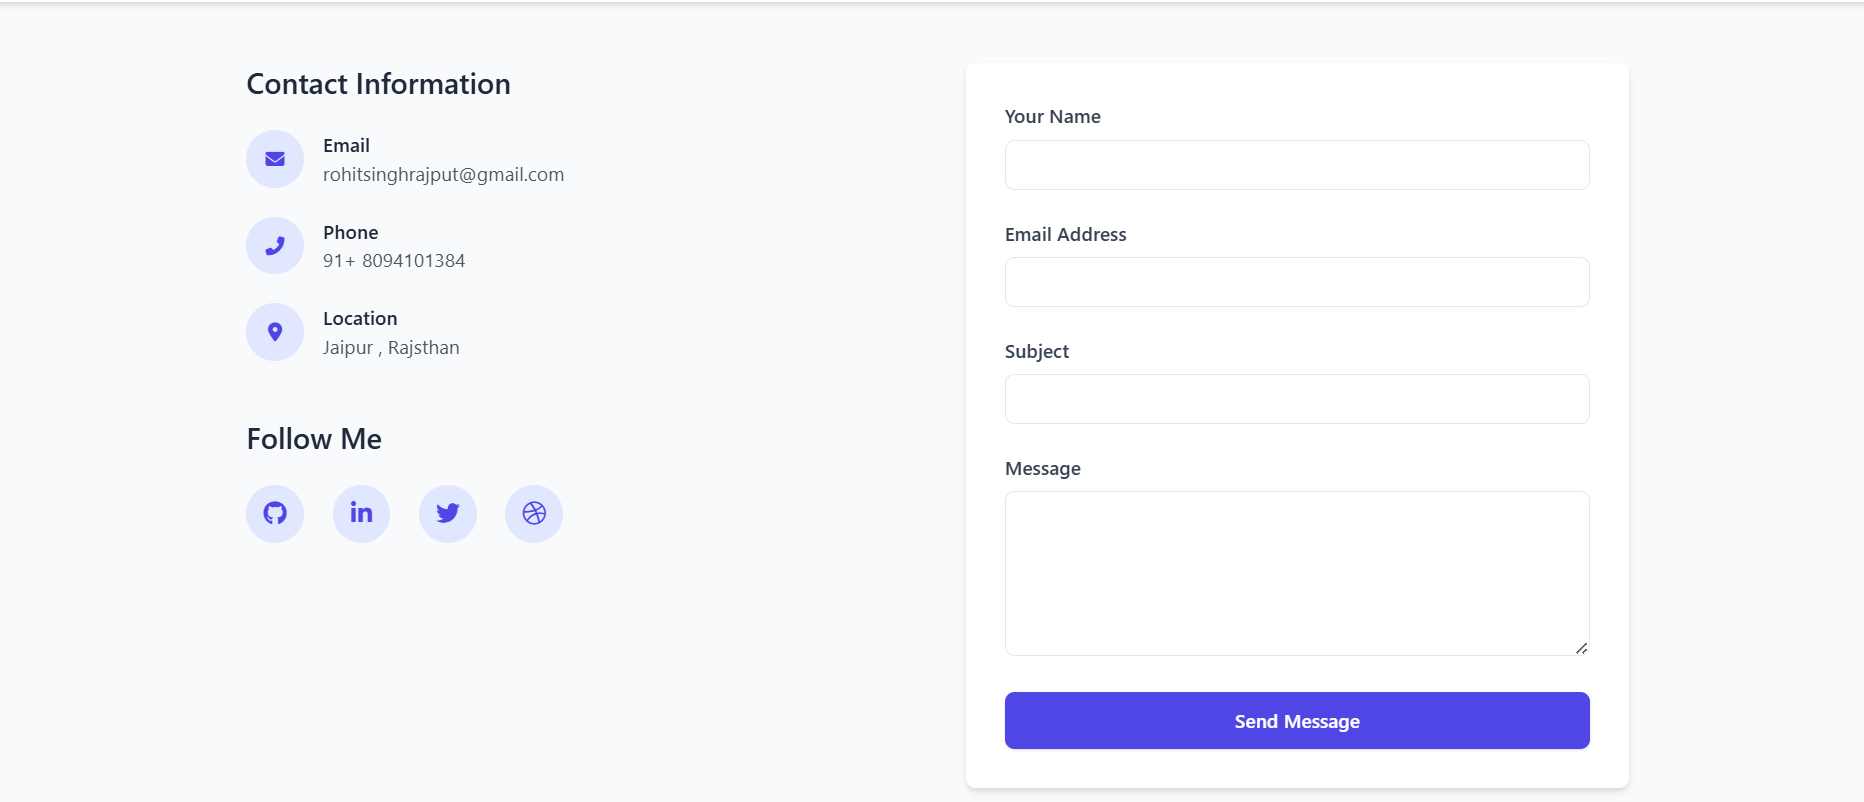 Contact Information
Email
rohitsinghrajput@gmail.com
Phone
91+ 8094101384
Location
Jaipur , Rajsthan
Follow Me
Your Name
Email Address
Subject
Message
Send Message